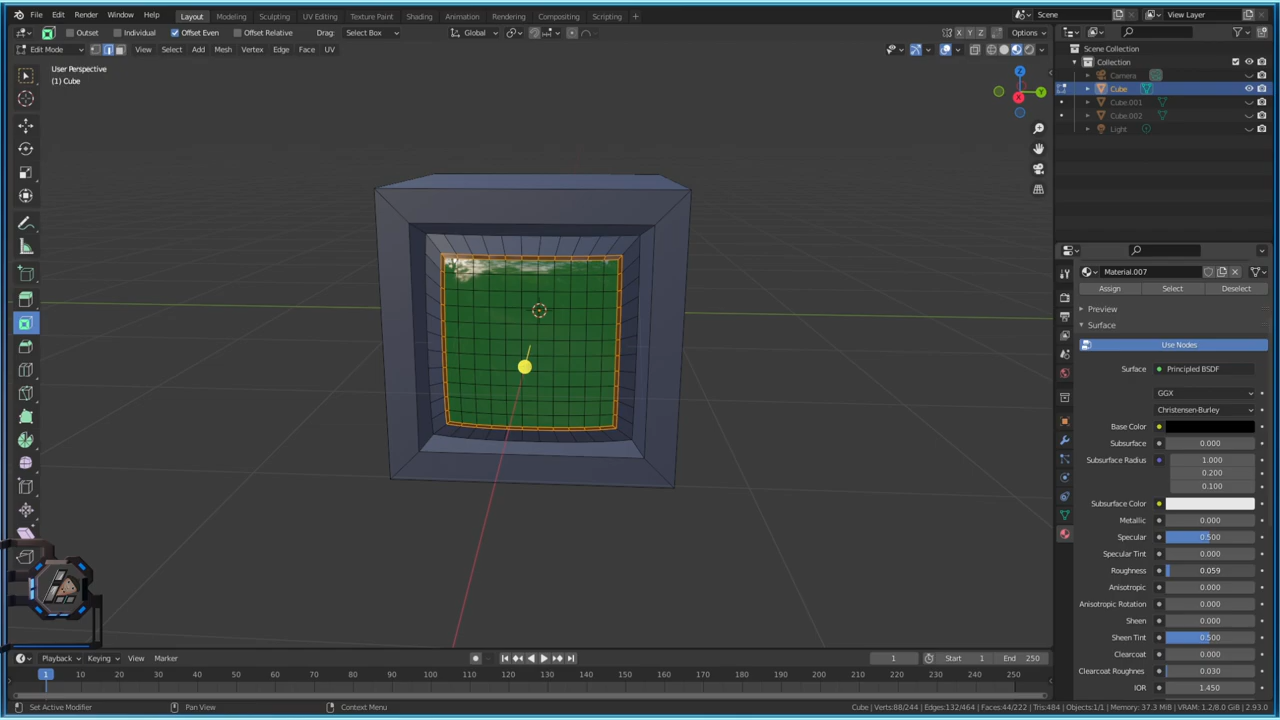 File Edit Render Window Help Layout Modeling Sculpting UV Editing Texture Paint Shading Animation Rendering Compositing Scripting + Scene View Layer
Outset Individual Offset Even Offset Relative Drag: Select Box Global X Y Z Options
Edit Mode View Select Add Mesh Vertex Edge Face UV
User Perspective
(1) Cube
Z
Y
X
Scene Collection
Collection
Camera
Cube
Cube.001
Cube.002
Light
Material.007
Assign Select Deselect
Preview
Surface
Use Nodes
Surface Principled BSDF
GGX
Christensen-Burley
Base Color
Subsurface 0.000
Subsurface Radius 1.000
0.200
0.100
Subsurface Color
Metallic 0.000
Specular 0.500
Specular Tint 0.000
Roughness 0.059
Anisotropic 0.000
Anisotropic Rotation 0.000
Sheen 0.000
Sheen Tint 0.500
Clearcoat 0.000
Clearcoat Roughnes 0.030
IOR 1.450
Playback Keying View Marker 1 Start 1 End 250
1 10 20 30 40 50 60 70 80 90 100 110 120 130 140 150 160 170 180 190 200 210 220 230 240 250
Set Active Modifier Pan View Context Menu Cube | Verts:88/244 | Edges:132/464 | Faces:44/222 | Tris:484 | Objects:1/1 | Memory: 37.3 MiB | VRAM: 1.2/8.0 GiB | 2.93.0